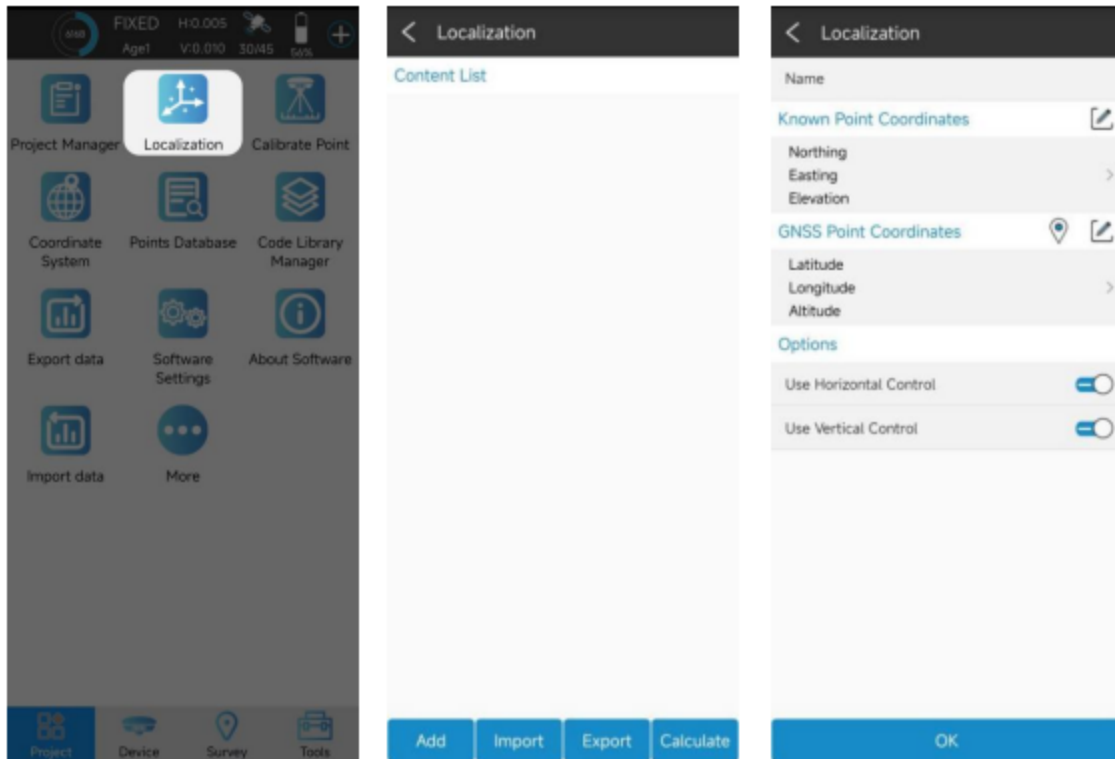 FIXED H:0.005
Age1 V:0.010 30/45 56%
Project Manager
Localization
Calibrate Point
Coordinate
System
Points Database
Code Library
Manager
Export data
Software
Settings
About Software
Import data
More
Project
Device
Survey
Tools
Localization
Content List
Add
Import
Export
Calculate
Localization
Name
Known Point Coordinates
Northing
Easting
Elevation
GNSS Point Coordinates
Latitude
Longitude
Altitude
Options
Use Horizontal Control
Use Vertical Control
OK